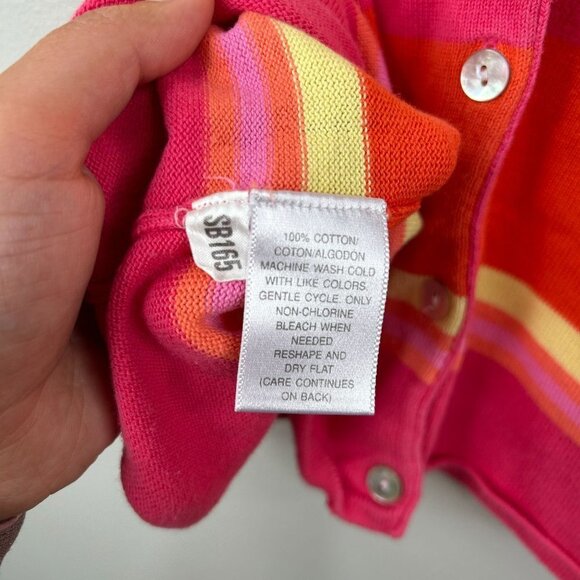 SB165
100% COTTON/
COTON/ALGODON
MACHINE WASH COLD
WITH LIKE COLORS,
GENTLE CYCLE. ONLY
NON-CHLORINE
BLEACH WHEN
NEEDED
RESHAPE AND
DRY FLAT
(CARE CONTINUES
ON BACK)